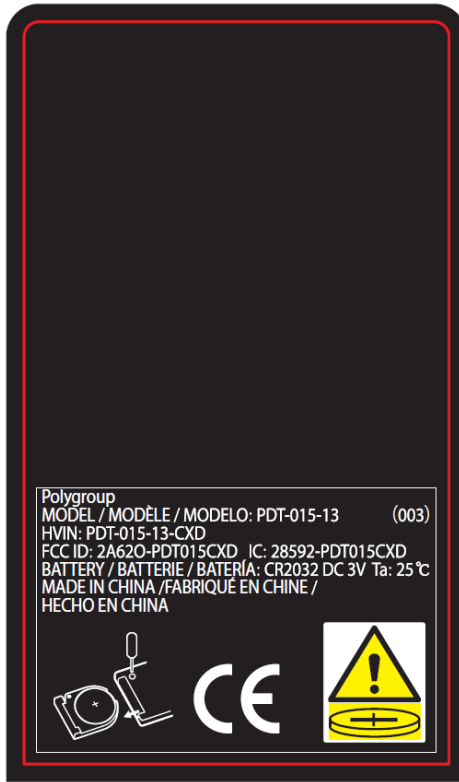 Polygroup
MODEL / MODÈLE / MODELO: PDT-015-13 (003)
HVIN: PDT-015-13-CXD
FCC ID: 2A62O-PDT015CXD IC: 28592-PDT015CXD
BATTERY / BATTERIE / BATERÍA: CR2032 DC 3V Ta: 25℃
MADE IN CHINA /FABRIQUÉ EN CHINE /
HECHO EN CHINA
CE